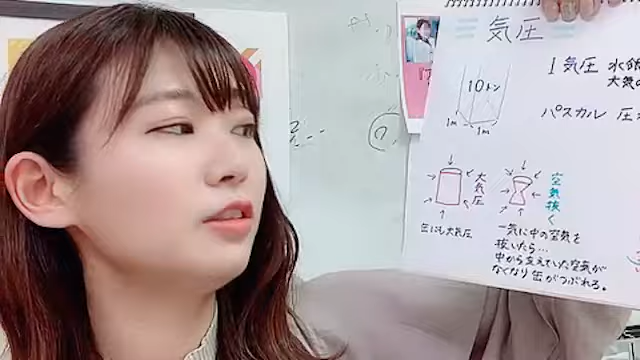 気圧
10トン
1m
1m
1気圧 水銀
大気の
パスカル 圧
大気圧
空気抜く
缶にも大気圧
一気に中の空気を
抜いたら…
中から支えていた空気が
なくなり缶がつぶれる。